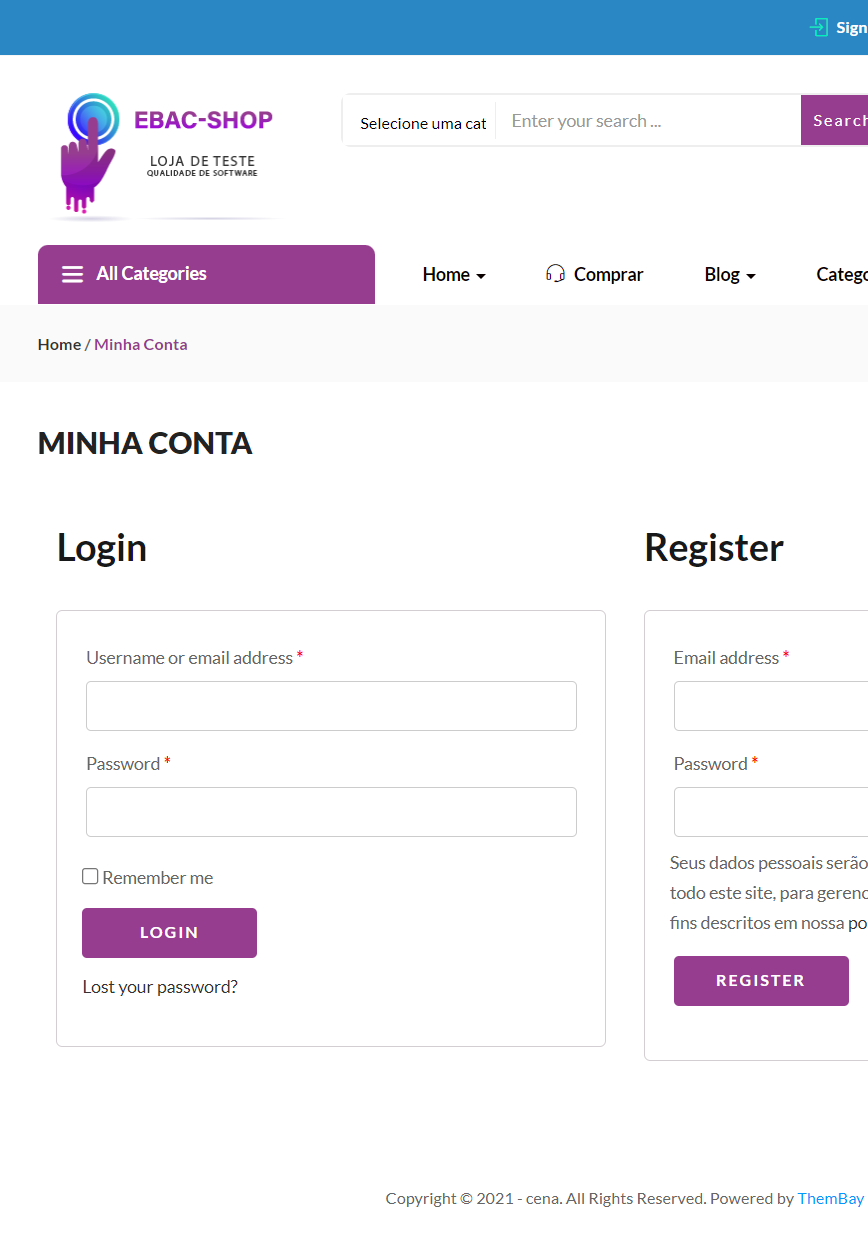 Sign
EBAC-SHOP
LOJA DE TESTE
QUALIDADE DE SOFTWARE
Selecione uma cat
Enter your search ...
Search
All Categories
Home
Comprar
Blog
Catego
Home / Minha Conta
MINHA CONTA
Login
Username or email address *
Password *
Remember me
LOGIN
Lost your password?
Register
Email address *
Password *
Seus dados pessoais serão
todo este site, para gerenc
fins descritos em nossa po
REGISTER
Copyright © 2021 - cena. All Rights Reserved. Powered by ThemBay